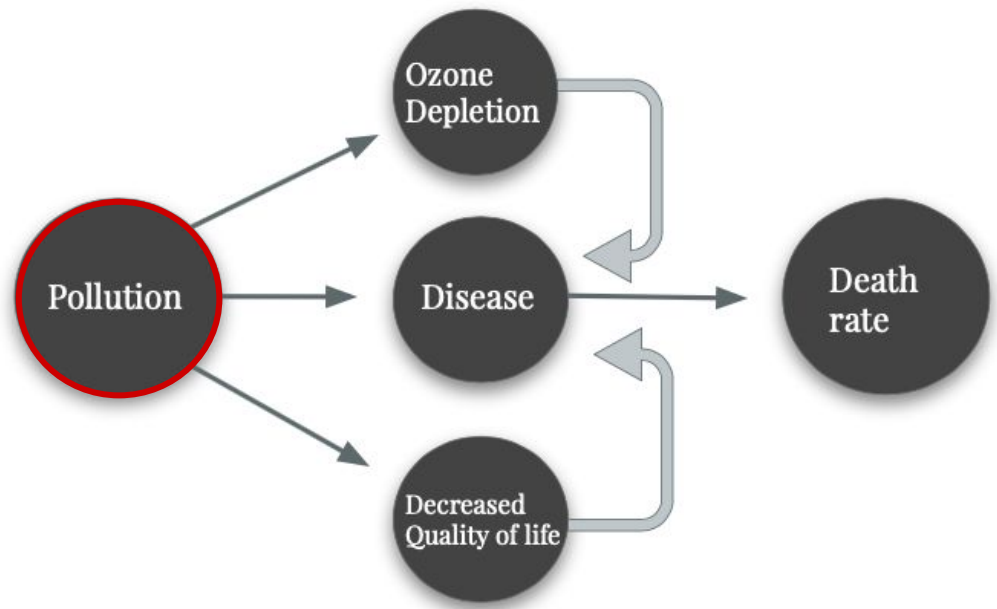 Ozone
Depletion
Pollution
Disease
Death
rate
Decreased
Quality of life